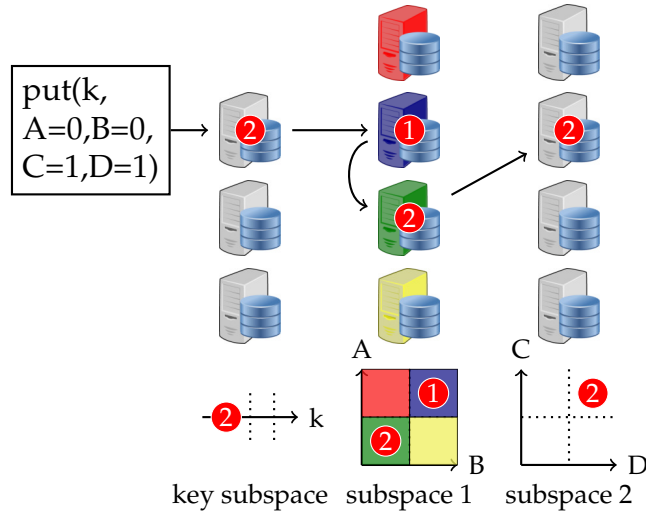 put(k,
A=0,B=0,
C=1,D=1)
2
1
2
2
A
C
1
2
2
2
k
B
D
key subspace
subspace 1
subspace 2